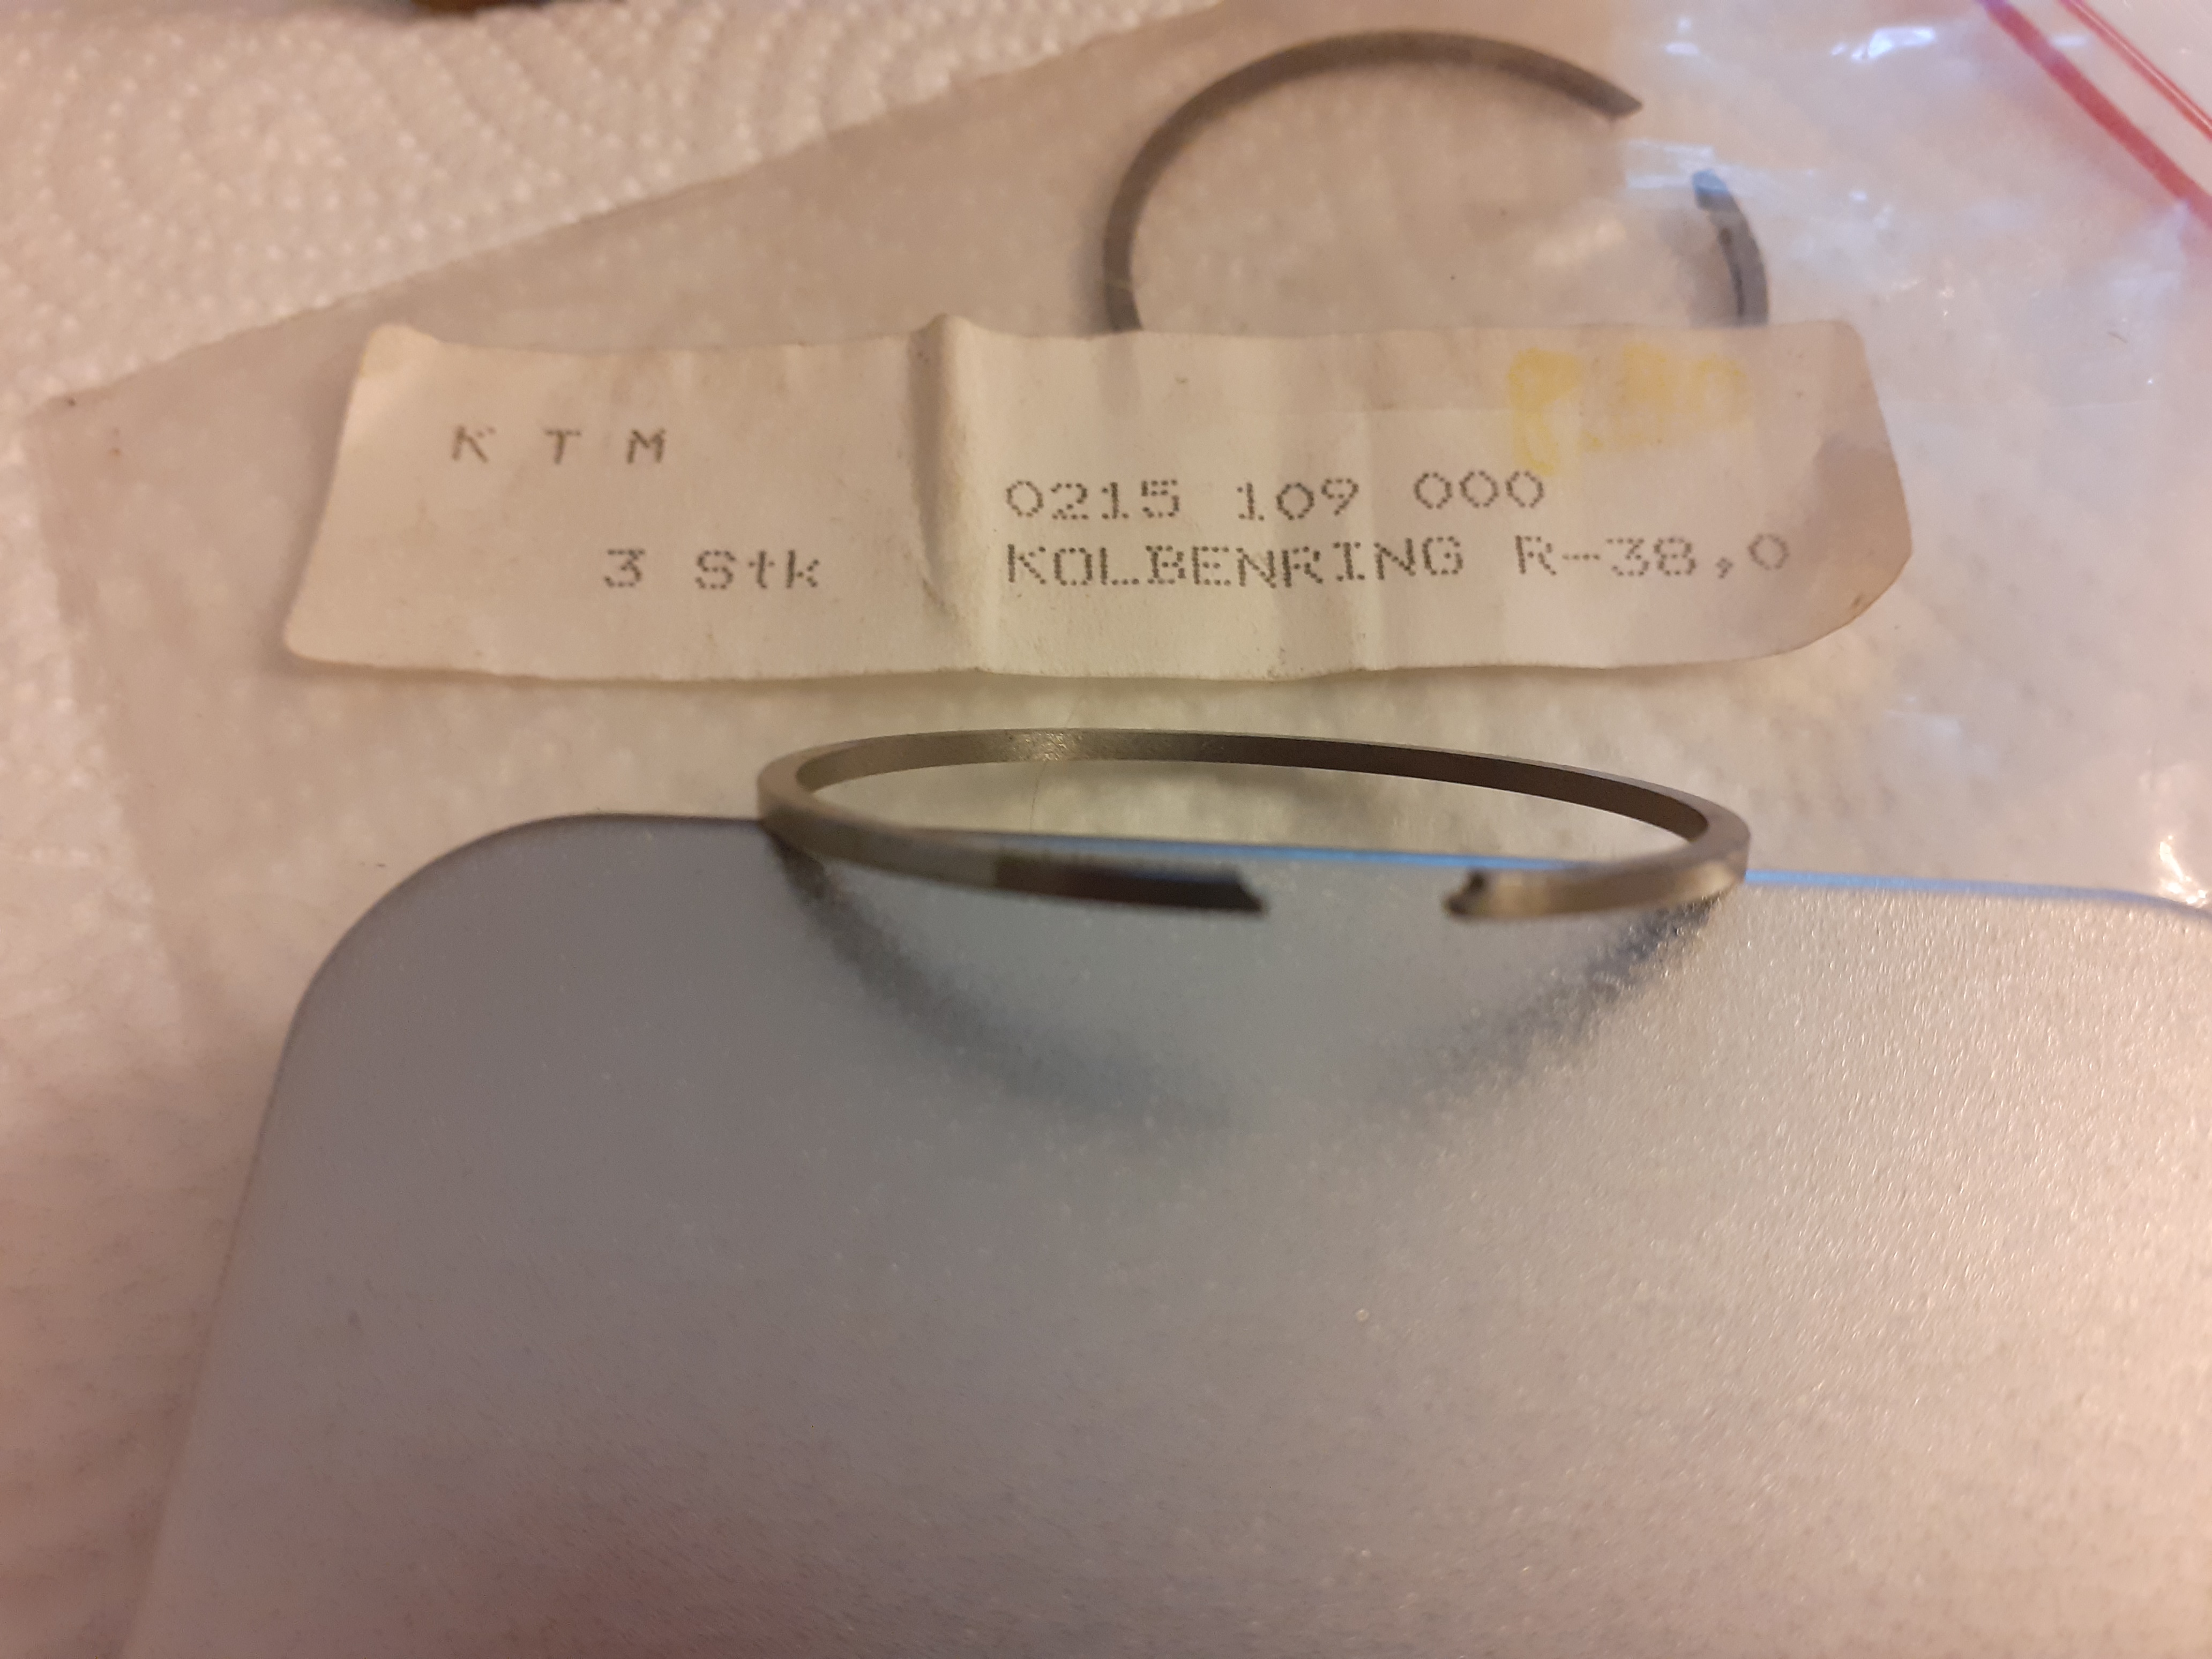 K T M
0215 109 000
3 Stk KOLBENRING R-38,0